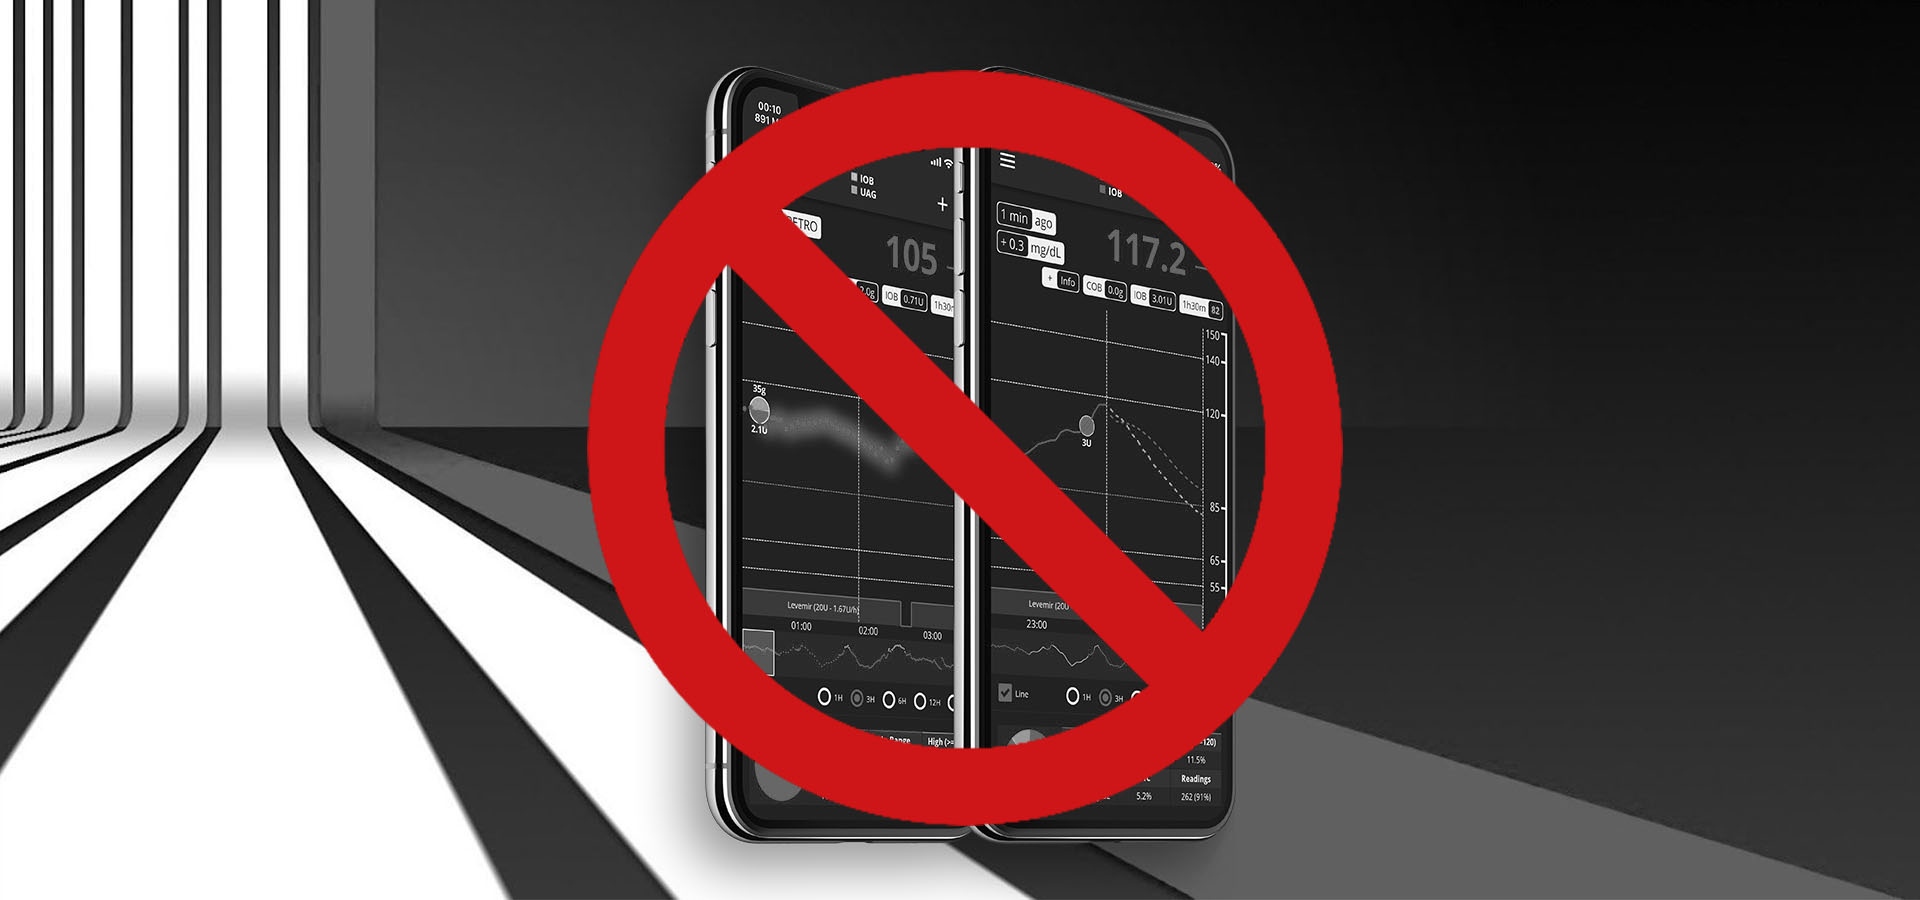 00:10
891 M
IOB
UAG
+
ETRO
105
2.0g IOB 0.71U 1h30
35g
2.1U
Levemir (20U - 1.67U/h)
01:00 02:00 03:00
1H 3H 6H 12H
Range High (>=
%
IOB
1 min ago
+ 0.3 mg/dL
117.2
+ Info COB 0.0g IOB 3.01U 1h30m 82
150
140
120
3U
85
65
55
Levemir (20U
23:00
Line 1H 3H
120)
11.5%
Readings
5.2% 262 (91%)